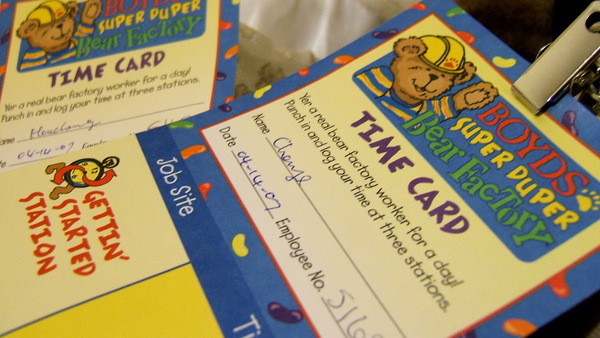 BOYDS
SUPER DUPER
Bear Factory
TIME CARD
Yer a real bear factory worker for a day!
Punch in and log your time at three stations.
Name
04-14-07
BOYDS
SUPER DUPER
Bear Factory
TIME CARD
Yer a real bear factory worker for a day!
Punch in and log your time at three stations.
Name Cheryl
Date 04-14-07 Employee No. 5168
Job Site
GETTIN'
STARTED
STATION